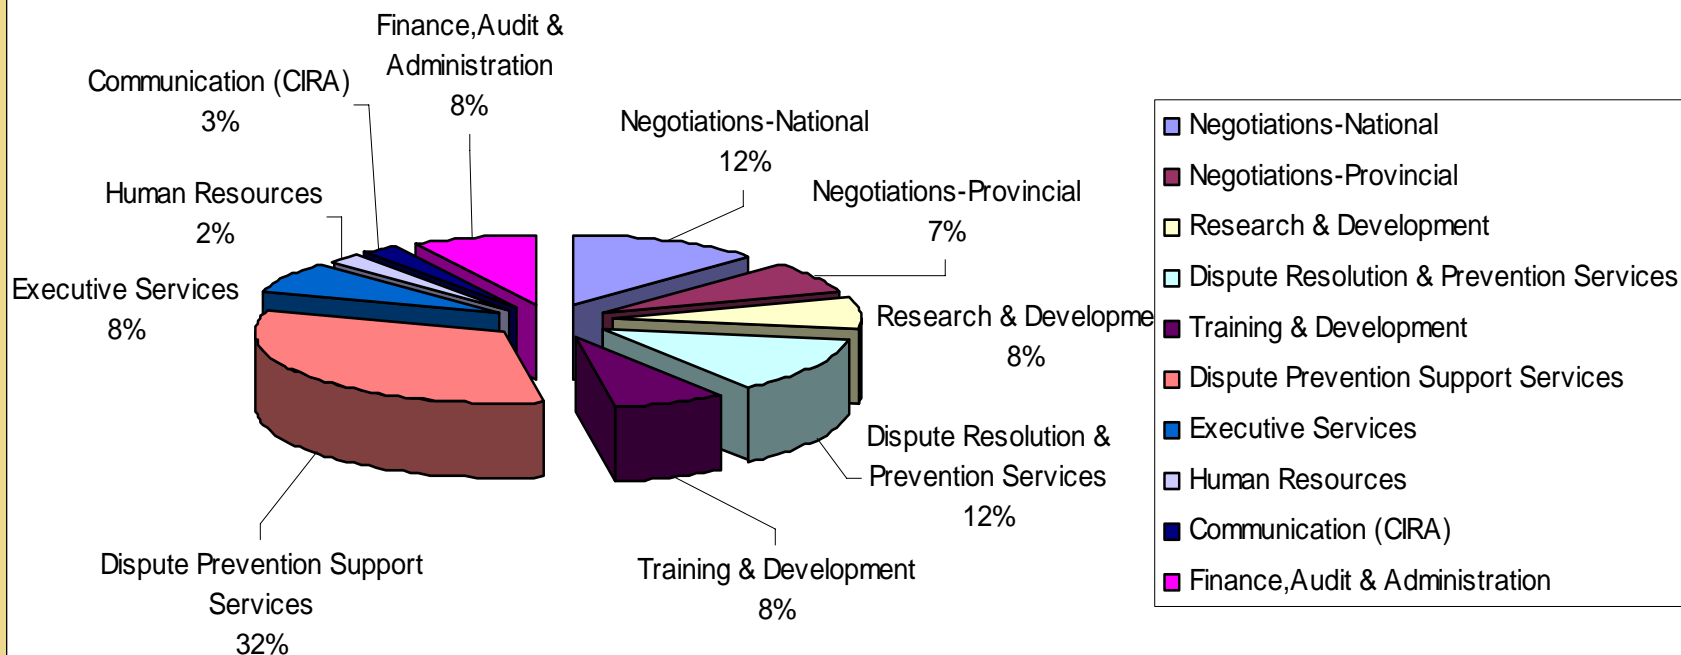 Finance,Audit &
Administration
8%
Communication (CIRA)
3%
Negotiations-National
12%
Human Resources
2%
Negotiations-Provincial
7%
Executive Services
8%
Research & Developme
8%
Dispute Resolution &
Prevention Services
12%
Training & Development
8%
Dispute Prevention Support
Services
32%
Negotiations-National
Negotiations-Provincial
Research & Development
Dispute Resolution & Prevention Services
Training & Development
Dispute Prevention Support Services
Executive Services
Human Resources
Communication (CIRA)
Finance,Audit & Administration